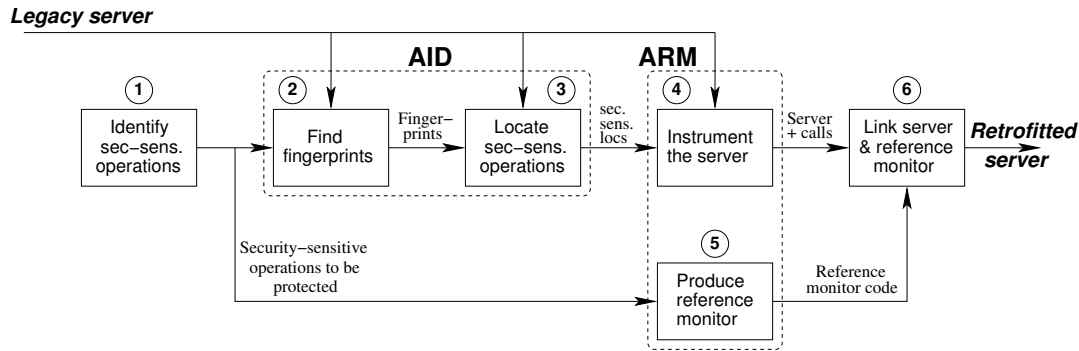 Legacy server
AID
ARM
1
2
3
4
6
Identify
sec−sens.
operations
Find
fingerprints
Finger−
prints
Locate
sec−sens.
operations
sec.
sens.
locs
Instrument
the server
Server
+ calls
Link server
& reference
monitor
Retrofitted
server
Security−sensitive
operations to be
protected
5
Produce
reference
monitor
Reference
monitor code